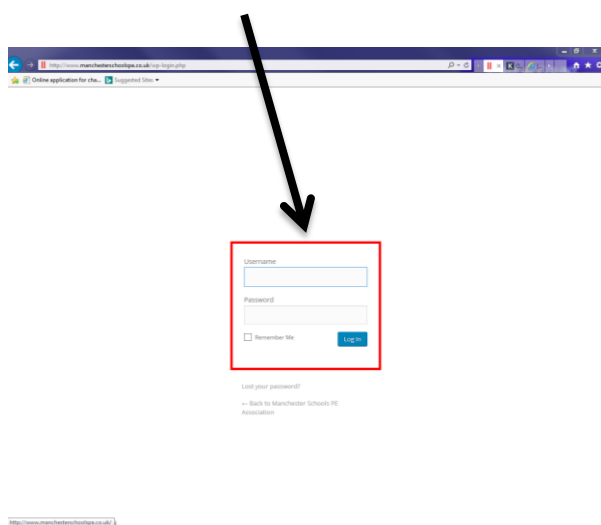 http://www.manchesterschoolspe.co.uk/wp-login.php
Online application for cha...
Suggested Sites
Username
Password
Remember Me
Log In
Lost your password?
← Back to Manchester Schools PE
Association
http://www.manchesterschoolspe.co.uk/